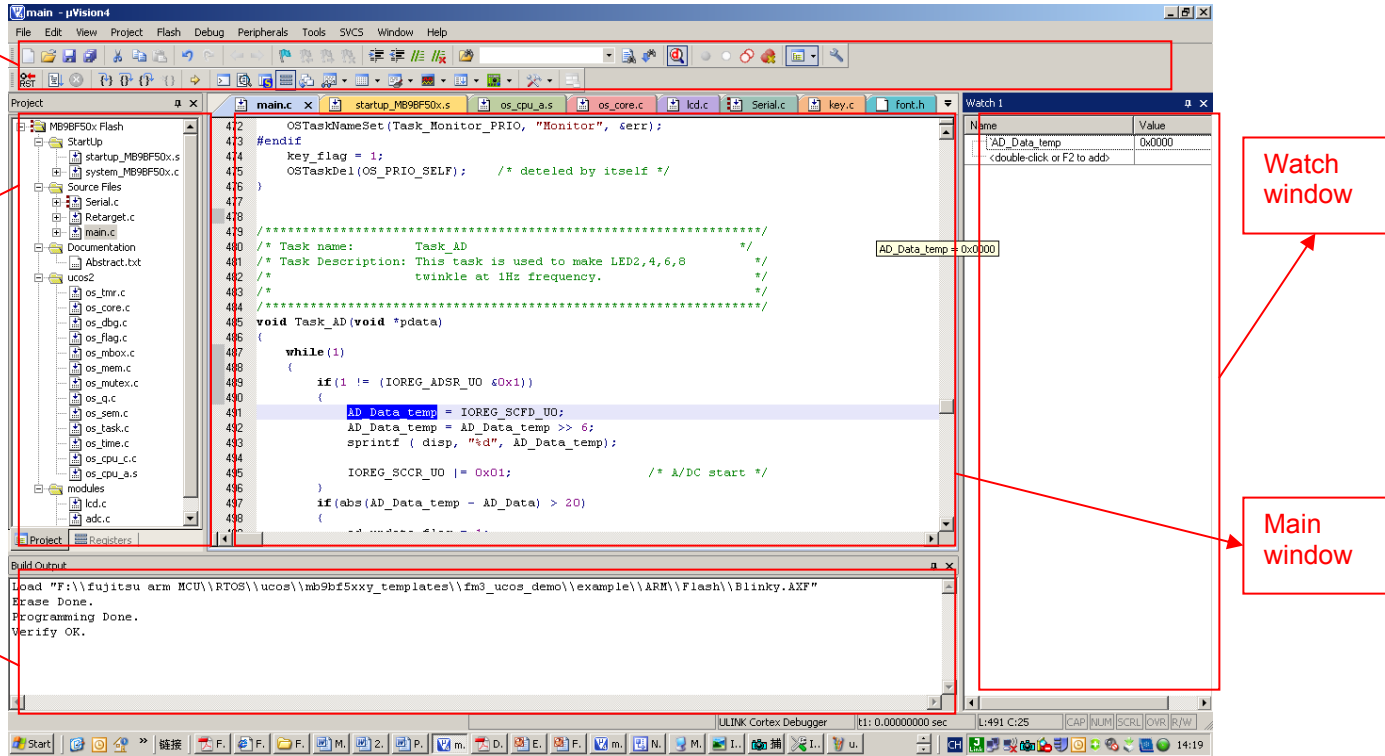 main - µVision4
File Edit View Project Flash Debug Peripherals Tools SVCS Window Help
RST
Project
main.c x startup_MB9BF50x.s os_cpu_a.s os_core.c lcd.c Serial.c key.c font.h
Watch 1
MB9BF50x Flash
StartUp
startup_MB9BF50x.s
system_MB9BF50x.c
Source Files
Serial.c
Retarget.c
main.c
Documentation
Abstract.txt
ucos2
os_tmr.c
os_core.c
os_dbg.c
os_flag.c
os_mbox.c
os_mem.c
os_mutex.c
os_q.c
os_sem.c
os_task.c
os_time.c
os_cpu_c.c
os_cpu_a.s
modules
lcd.c
adc.c
Project Registers
472 OSTaskNameSet(Task_Monitor_PRIO, "Monitor", &err);
473 #endif
474 key_flag = 1;
475 OSTaskDel(OS_PRIO_SELF); /* deteled by itself */
476 }
477
478
479 /******************************************************************/
480 /* Task name: Task_AD */
481 /* Task Description: This task is used to make LED2,4,6,8 */
482 /* twinkle at 1Hz frequency. */
483 /* */
484 /******************************************************************/
485 void Task_AD(void *pdata)
486 {
487 while(1)
488 {
489 if(1 != (IOREG_ADSR_U0 &0x1))
490 {
491 AD_Data_temp = IOREG_SCFD_U0;
492 AD_Data_temp = AD_Data_temp >> 6;
493 sprintf ( disp, "%d", AD_Data_temp);
494
495 IOREG_SCCR_U0 |= 0x01; /* A/DC start */
496 }
497 if(abs(AD_Data_temp - AD_Data) > 20)
498 {
AD_Data_temp = 0x0000
Name Value
AD_Data_temp 0x0000
<double-click or F2 to add>
Watch
window
Main
window
Build Output
Load "F:\\fujitsu arm MCU\\RTOS\\ucos\\mb9bf5xxy_templates\\fm3_ucos_demo\\example\\ARM\\Flash\\Blinky.AXF"
Erase Done.
Programming Done.
Verify OK.
ULINK Cortex Debugger t1: 0.00000000 sec L:491 C:25 CAP NUM SCRL OVR R/W
Start » 链接 F. F. F. M. 2. P. m. D. E. F. m. N. M. I.. 捕 I.. u. CH 14:19